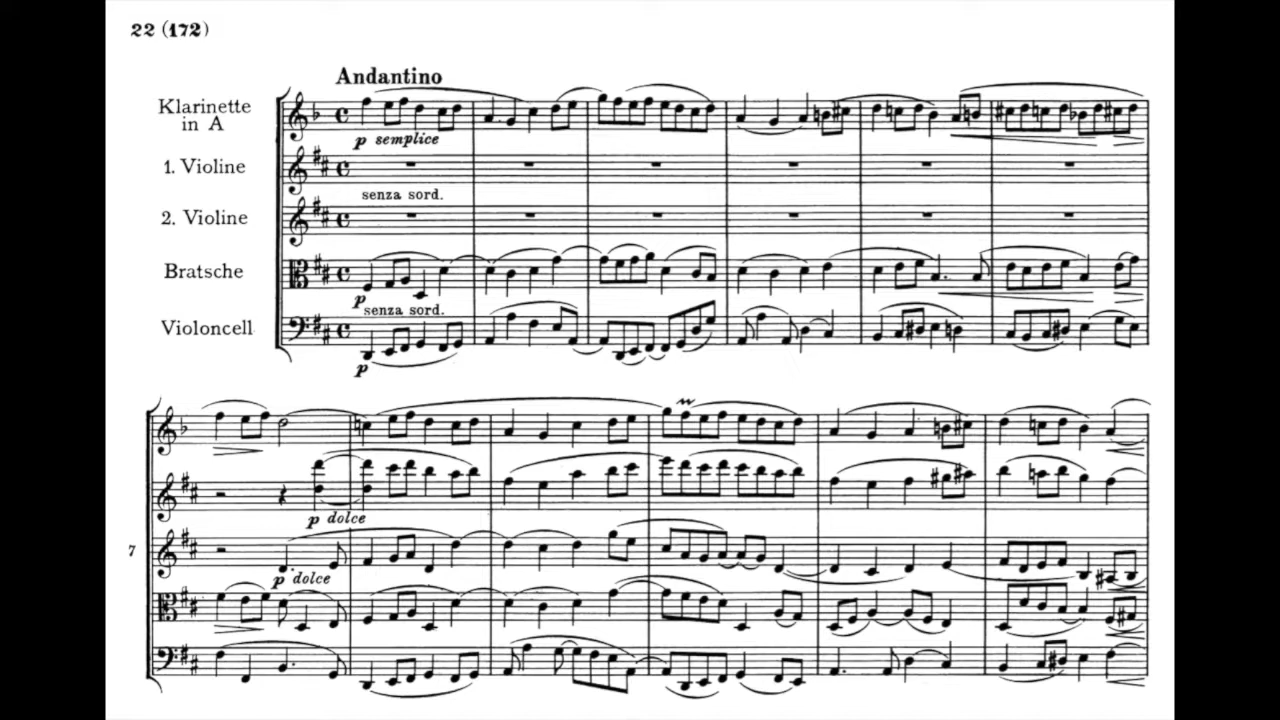 22 (172)
Andantino
Klarinette
in A
p semplice
1. Violine
senza sord.
2. Violine
Bratsche
p
senza sord.
Violoncell
p
p dolce
7
p dolce